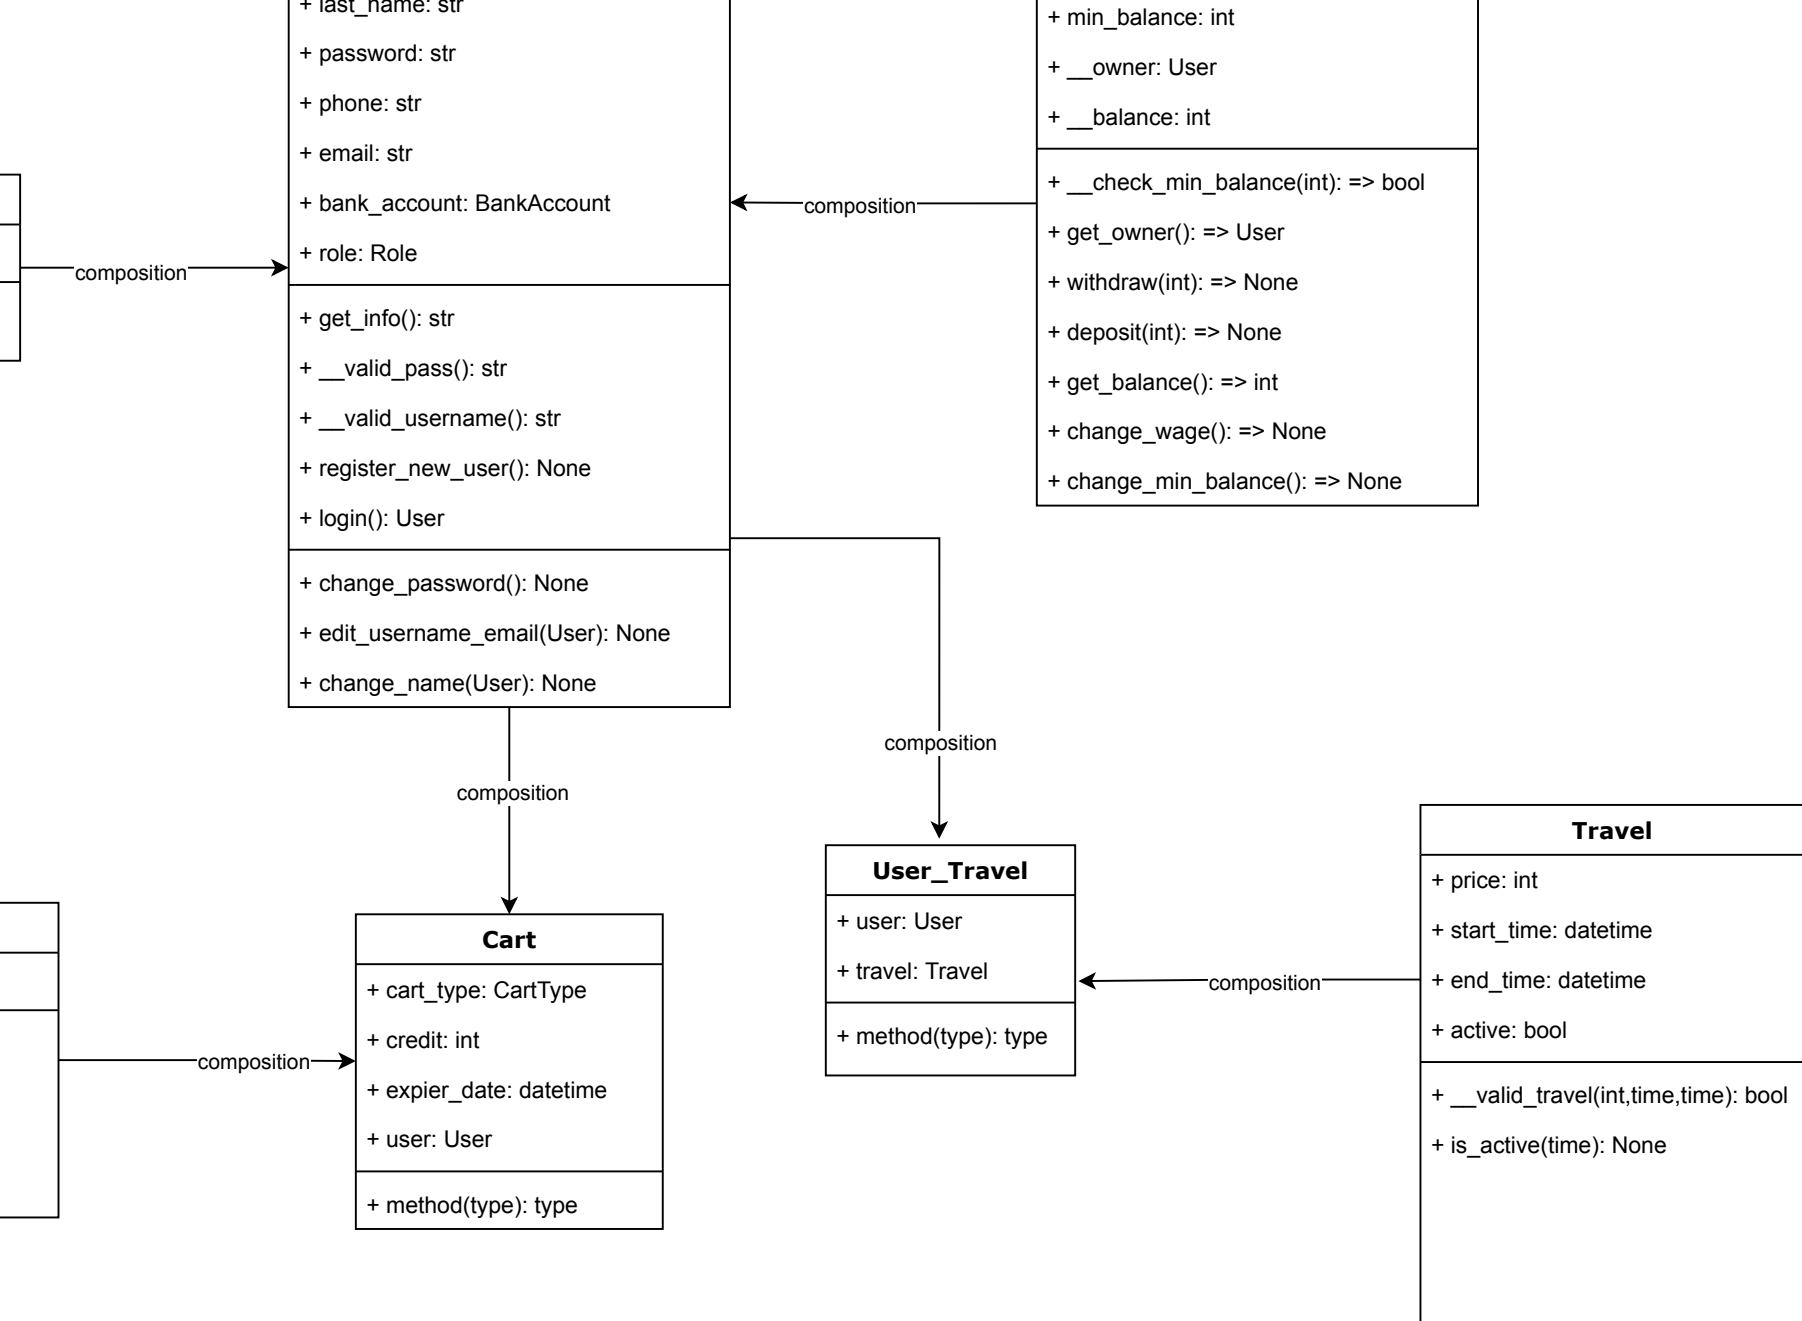 + last_name: str
+ password: str
+ phone: str
+ email: str
+ bank_account: BankAccount
+ role: Role
+ get_info(): str
+ __valid_pass(): str
+ __valid_username(): str
+ register_new_user(): None
+ login(): User
+ change_password(): None
+ edit_username_email(User): None
+ change_name(User): None
composition
composition
+ min_balance: int
+ __owner: User
+ __balance: int
+ __check_min_balance(int): => bool
+ get_owner(): => User
+ withdraw(int): => None
+ deposit(int): => None
+ get_balance(): => int
+ change_wage(): => None
+ change_min_balance(): => None
composition
composition
composition
Cart
+ cart_type: CartType
+ credit: int
+ expier_date: datetime
+ user: User
+ method(type): type
User_Travel
+ user: User
+ travel: Travel
+ method(type): type
composition
Travel
+ price: int
+ start_time: datetime
+ end_time: datetime
+ active: bool
+ __valid_travel(int,time,time): bool
+ is_active(time): None